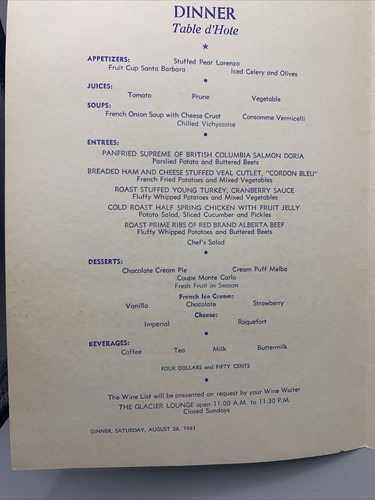 DINNER
Table d'Hote
APPETIZERS: Stuffed Pear Lorenzo
Fruit Cup Santa Barbara Iced Celery and Olives
JUICES:
Tomato Prune Vegetable
SOUPS:
French Onion Soup with Cheese Crust Consomme Vermicelli
Chilled Vichyssoise
ENTREES:
PANFRIED SUPREME OF BRITISH COLUMBIA SALMON DORIA
Parslied Potato and Buttered Beets
BREADED HAM AND CHEESE STUFFED VEAL CUTLET, "CORDON BLEU"
French Fried Potatoes and Mixed Vegetables
ROAST STUFFED YOUNG TURKEY, CRANBERRY SAUCE
Fluffy Whipped Potatoes and Mixed Vegetables
COLD ROAST HALF SPRING CHICKEN WITH FRUIT JELLY
Potato Salad, Sliced Cucumber and Pickles
ROAST PRIME RIBS OF RED BRAND ALBERTA BEEF
Fluffy Whipped Potatoes and Buttered Beets
Chef's Salad
DESSERTS:
Chocolate Cream Pie Cream Puff Melba
Coupe Monte Carlo
Fresh Fruit in Season
French Ice Cream:
Vanilla Chocolate Strawberry
Cheese:
Imperial Roquefort
BEVERAGES:
Coffee Tea Milk Buttermilk
FOUR DOLLARS and FIFTY CENTS
The Wine List will be presented on request by your Wine Waiter
THE GLACIER LOUNGE open 11:00 A.M. to 11:30 P.M.
Closed Sundays
DINNER, SATURDAY, AUGUST 26, 1961